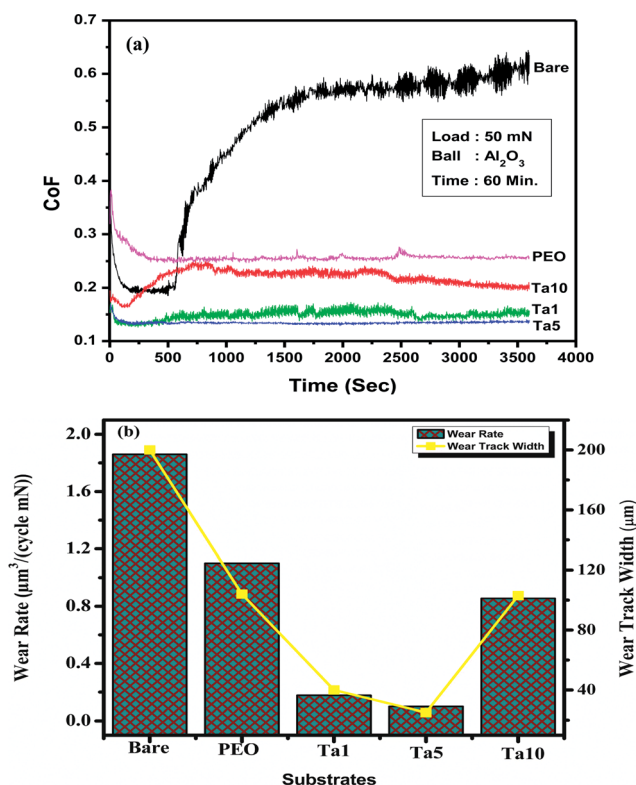 (a)
0.7
0.6
0.5
0.4
0.3
0.2
0.1
CoF
Bare
Load : 50 mN
Ball : Al₂O₃
Time : 60 Min.
PEO
Ta10
Ta1
Ta5
0 500 1000 1500 2000 2500 3000 3500 4000
Time (Sec)
(b)
Wear Rate
Wear Track Width
2.0
1.6
1.2
0.8
0.4
0.0
Wear Rate (μm³/(cycle mN))
200
160
120
80
40
Wear Track Width (μm)
Bare PEO Ta1 Ta5 Ta10
Substrates